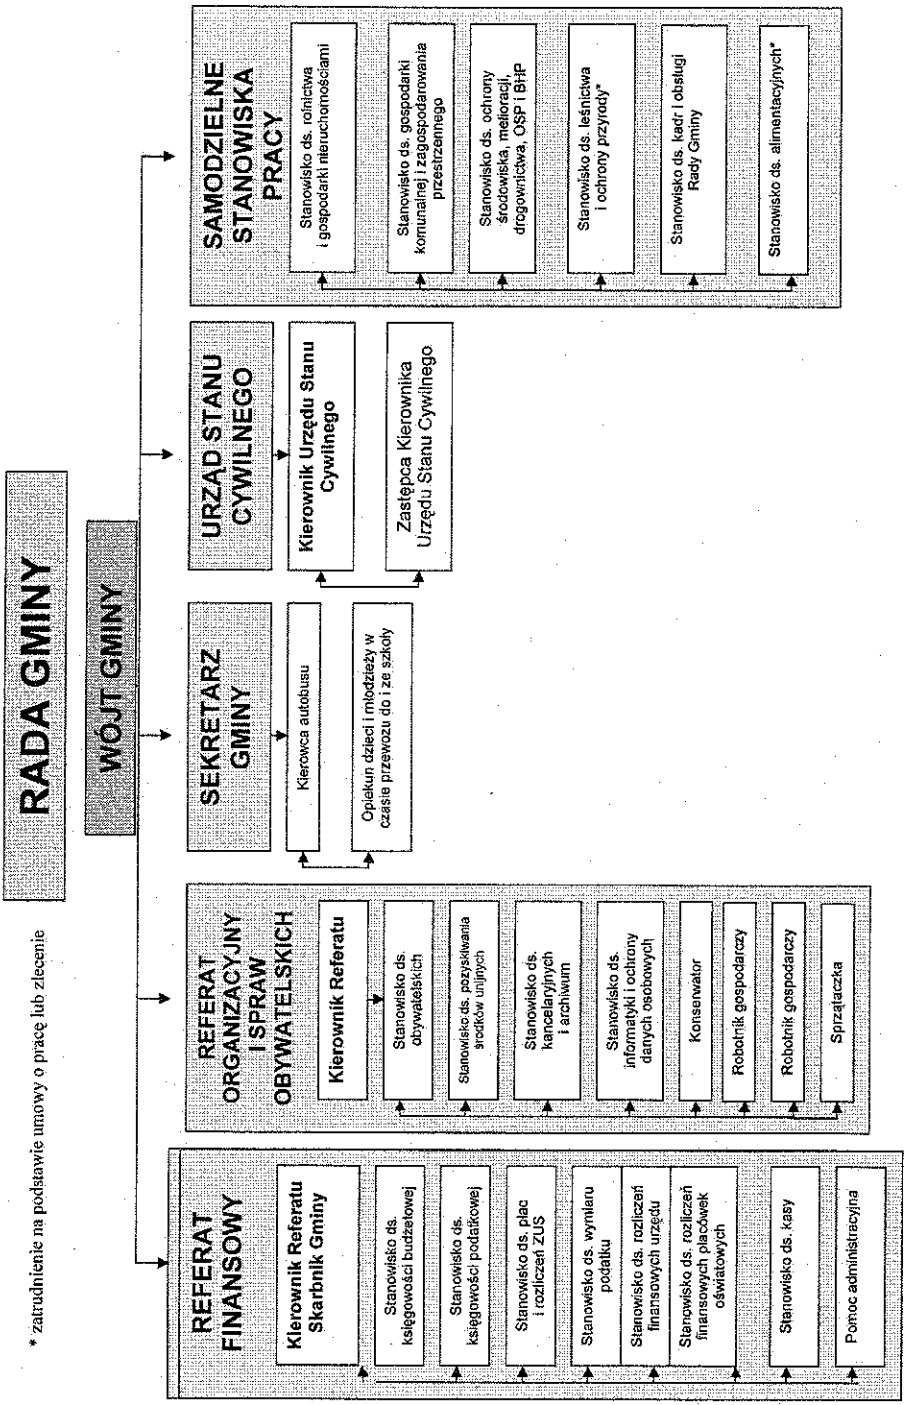 RADA GMINY
WÓJT GMINY
* zatrudnienie na podstawie umowy o pracę lub zlecenie
REFERAT
FINANSOWY
Kierownik Referatu
Skarbnik Gminy
Stanowisko ds.
księgowości budżetowej
Stanowisko ds.
księgowości podatkowej
Stanowisko ds. płac
i rozliczeń ZUS
Stanowisko ds. wymiaru
podatku
Stanowisko ds. rozliczeń
finansowych urzędu
Stanowisko ds. rozliczeń
finansowych placówek
oświatowych
Stanowisko ds. kasy
Pomoc administracyjna
REFERAT
ORGANIZACYJNY
I SPRAW
OBYWATELSKICH
Kierownik Referatu
Stanowisko ds.
obywatelskich
Stanowisko ds. pozyskiwania
środków unijnych
Stanowisko ds.
kancelaryjnych
i archiwum
Stanowisko ds.
informatyki i ochrony
danych osobowych
Konserwator
Robotnik gospodarczy
Robotnik gospodarczy
Sprzątaczka
SEKRETARZ
GMINY
Kierowca autobusu
Opiekun dzieci i młodzieży w
czasie przewozu do i ze szkoły
URZĄD STANU
CYWILNEGO
Kierownik Urzędu Stanu
Cywilnego
Zastępca Kierownika
Urzędu Stanu Cywilnego
SAMODZIELNE
STANOWISKA
PRACY
Stanowisko ds. rolnictwa
i gospodarki nieruchomościami
Stanowisko ds. gospodarki
komunalnej i zagospodarowania
przestrzennego
Stanowisko ds. ochrony
środowiska, melioracji,
drogownictwa, OSP i BHP
Stanowisko ds. leśnictwa
i ochrony przyrody*
Stanowisko ds. kadr i obsługi
Rady Gminy
Stanowisko ds. alimentacyjnych*